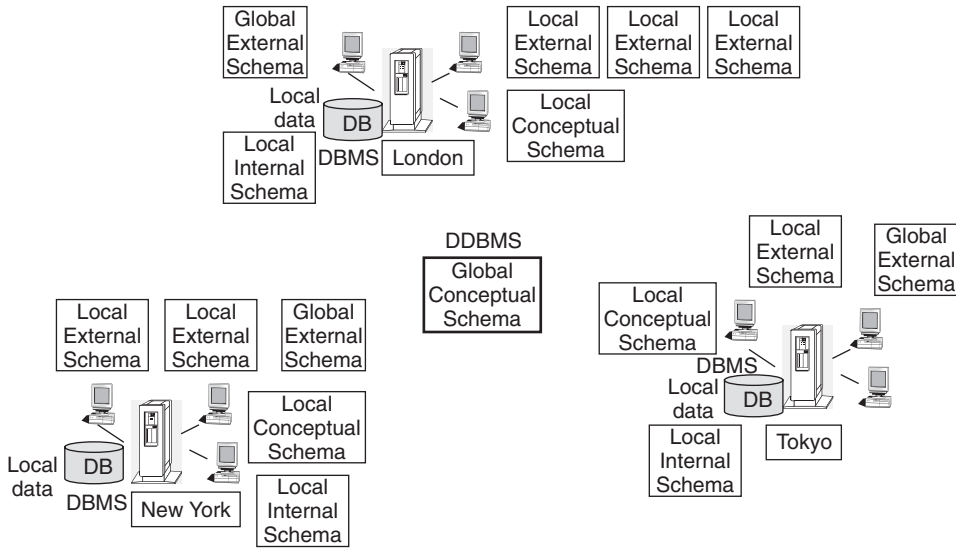 Global
External
Schema
Local
External
Schema
Local
External
Schema
Local
External
Schema
Local
data
DB
Local
Conceptual
Schema
Local
Internal
Schema
DBMS
London
DDBMS
Global
Conceptual
Schema
Local
External
Schema
Global
External
Schema
Local
Conceptual
Schema
DBMS
Local
data
DB
Local
Internal
Schema
Tokyo
Local
External
Schema
Local
External
Schema
Global
External
Schema
Local
Conceptual
Schema
Local
data
DB
DBMS
New York
Local
Internal
Schema